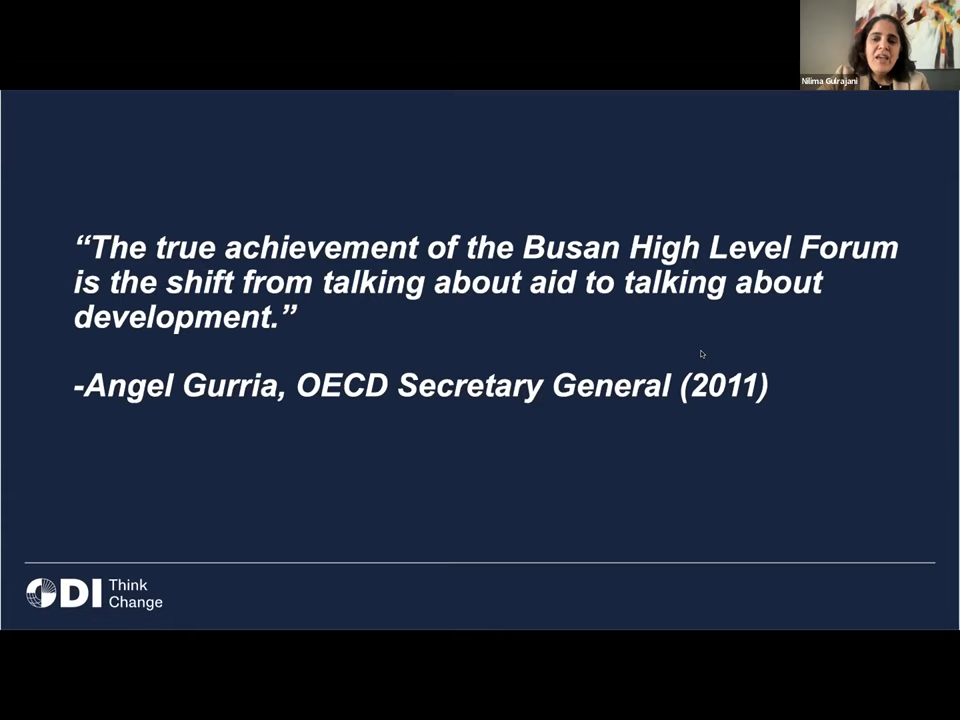 Nilima Gulrajani
“The true achievement of the Busan High Level Forum
is the shift from talking about aid to talking about
development.”
-Angel Gurria, OECD Secretary General (2011)
ODI
Think
Change